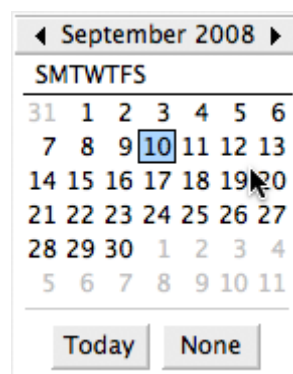 September 2008
SMTWTFS
31 1 2 3 4 5 6
7 8 9 10 11 12 13
14 15 16 17 18 19 20
21 22 23 24 25 26 27
28 29 30 1 2 3 4
5 6 7 8 9 10 11
Today None